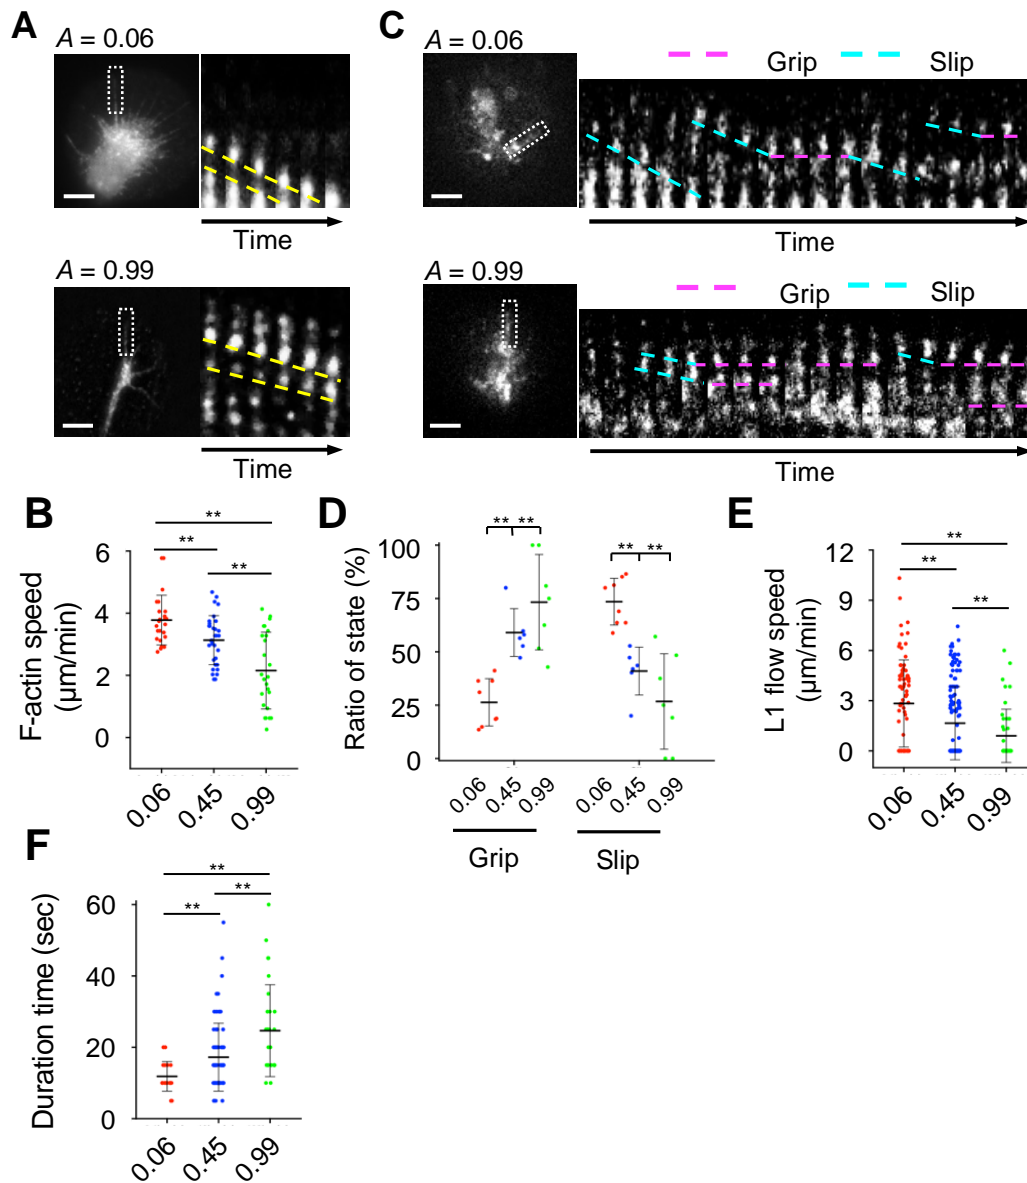 A
A = 0.06
Time
A = 0.99
Time
C
A = 0.06
Grip
Slip
Time
A = 0.99
Grip
Slip
Time
B
**
**
**
F-actin speed
(μm/min)
6
4
2
0
0.06
0.45
0.99
D
**
**
**
**
Ratio of state (%)
100
75
50
25
0
0.06
0.45
0.99
0.06
0.45
0.99
Grip
Slip
E
**
**
**
L1 flow speed
(μm/min)
12
9
6
3
0
0.06
0.45
0.99
F
**
**
**
Duration time (sec)
60
40
20
0
0.06
0.45
0.99